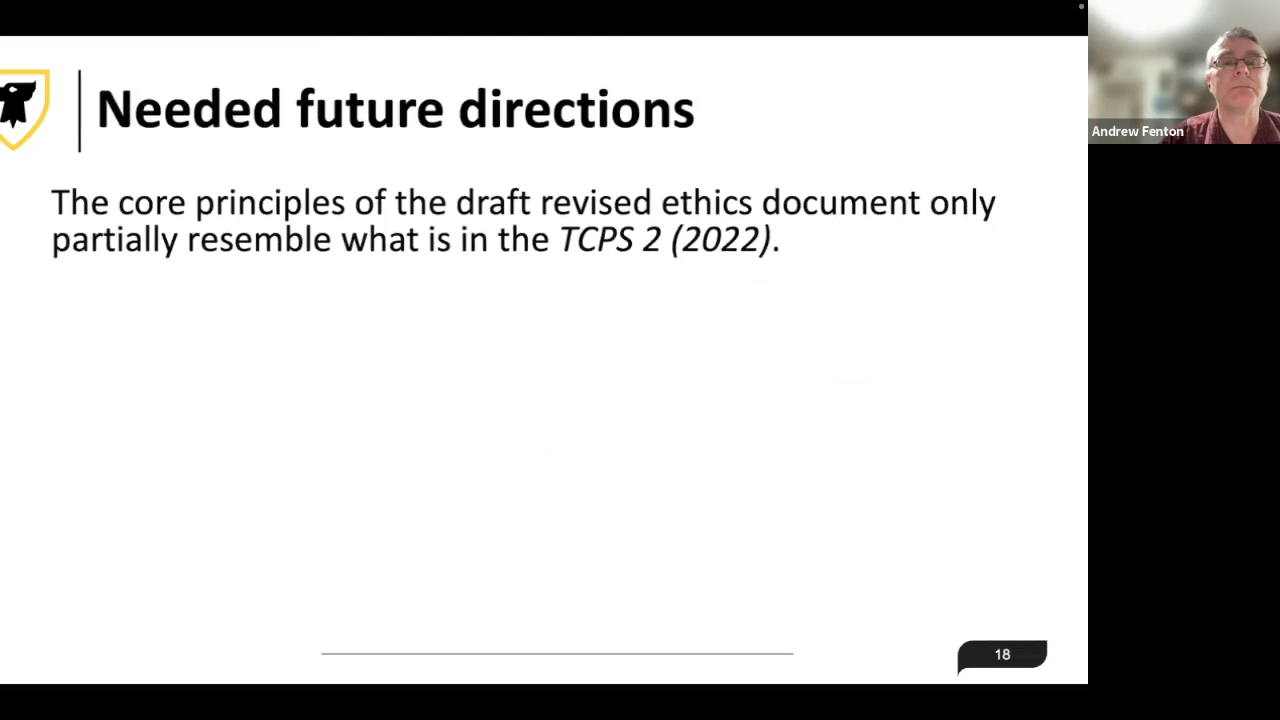 Needed future directions
Andrew Fenton
The core principles of the draft revised ethics document only
partially resemble what is in the TCPS 2 (2022).
18